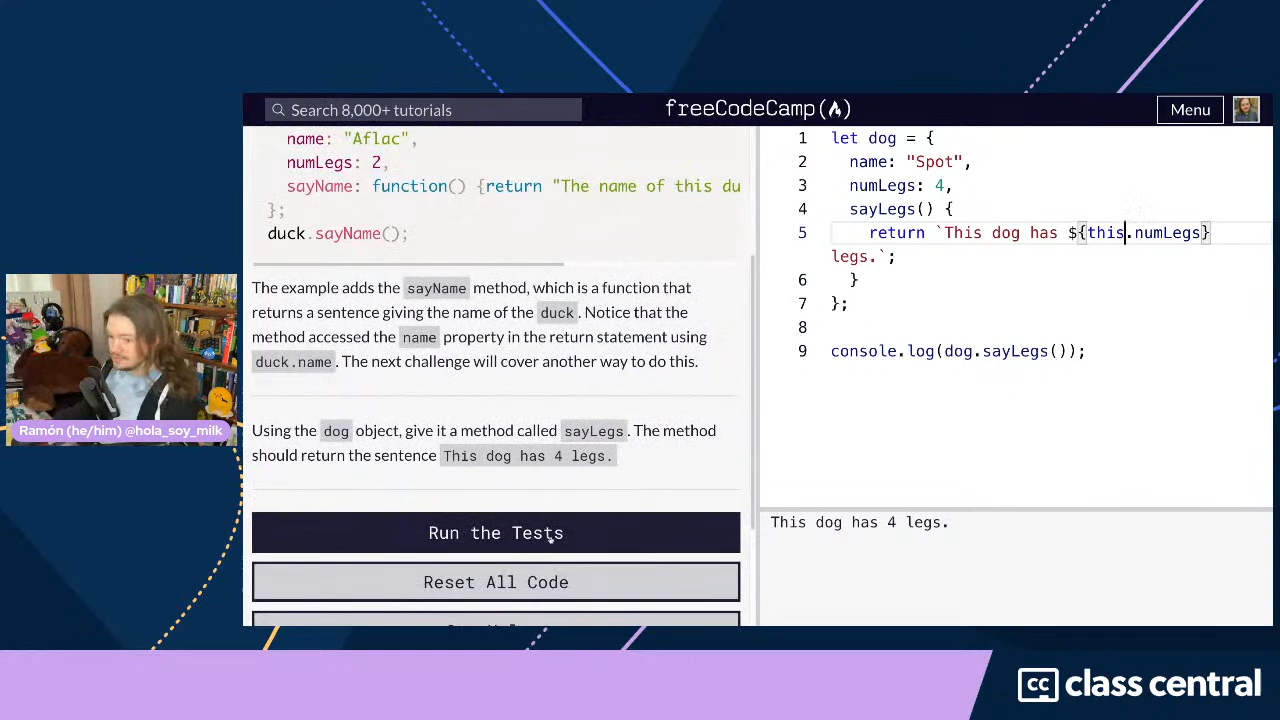 Search 8,000+ tutorials
freeCodeCamp
Menu
name: "Aflac",
numLegs: 2,
sayName: function() {return "The name of this du
};
duck.sayName();
The example adds the sayName method, which is a function that
returns a sentence giving the name of the duck. Notice that the
method accessed the name property in the return statement using
duck.name. The next challenge will cover another way to do this.
Using the dog object, give it a method called sayLegs. The method
should return the sentence This dog has 4 legs.
Run the Tests
Reset All Code
1 let dog = {
2 name: "Spot",
3 numLegs: 4,
4 sayLegs() {
5 return `This dog has ${this.numLegs}
legs.`;
6 }
7 };
8
9 console.log(dog.sayLegs());
This dog has 4 legs.
Ramón (he/him) @hola_soy_milk
cc class central